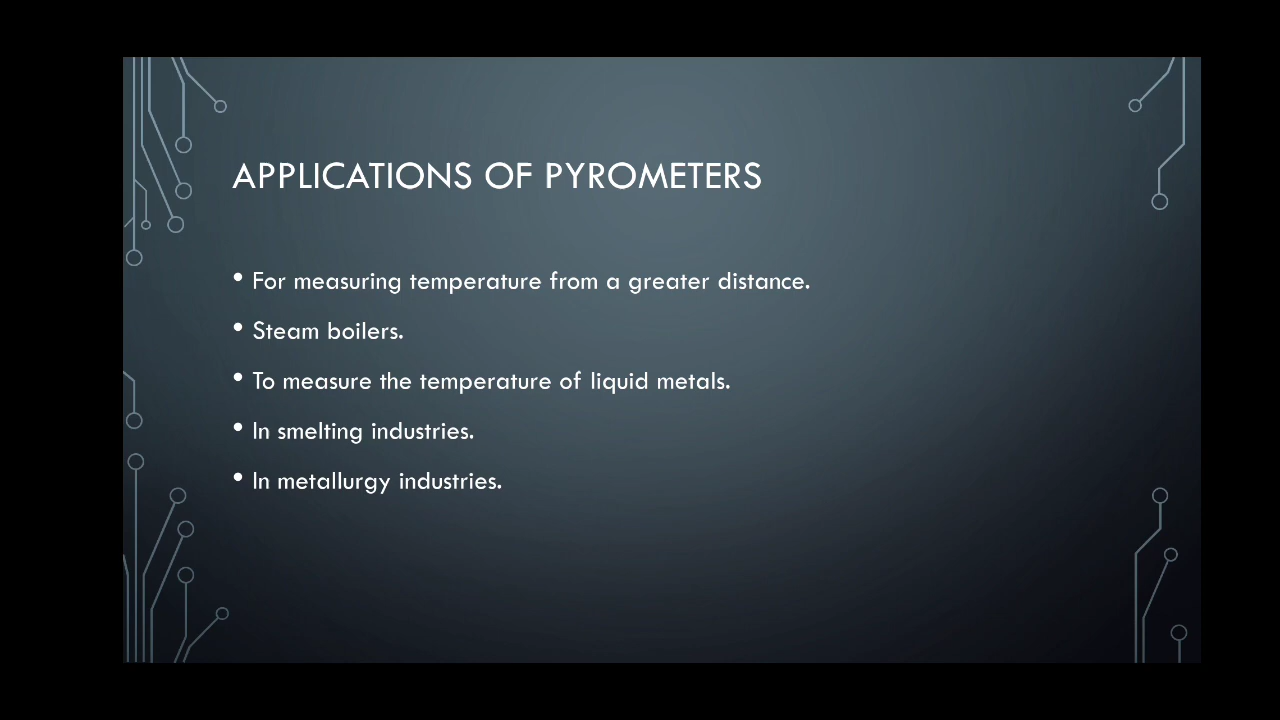 APPLICATIONS OF PYROMETERS
• For measuring temperature from a greater distance.
• Steam boilers.
• To measure the temperature of liquid metals.
• In smelting industries.
• In metallurgy industries.